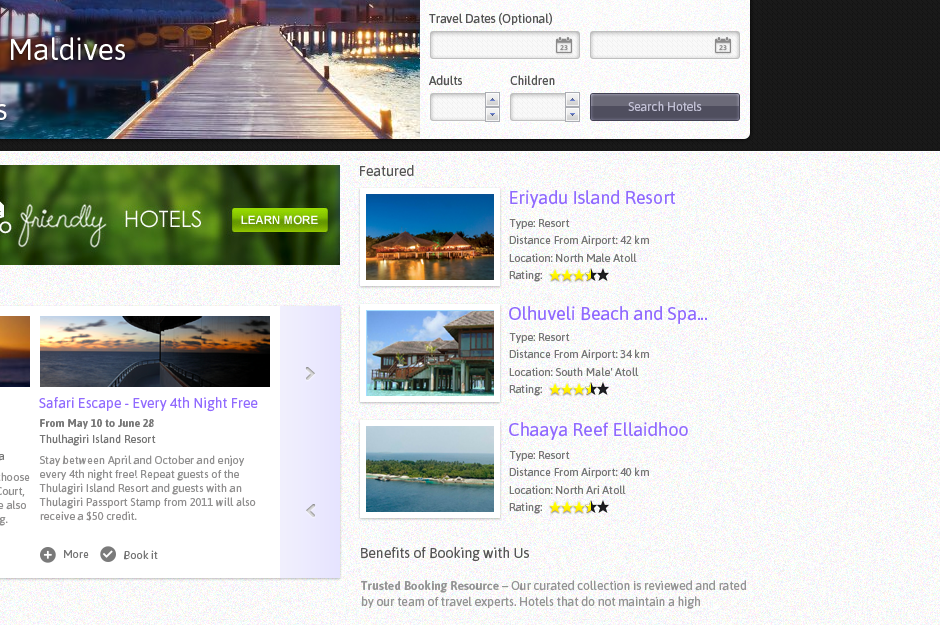 Maldives
s
Travel Dates (Optional)
23
23
Adults
Children
Search Hotels
friendly HOTELS
LEARN MORE
Featured
Eriyadu Island Resort
Type: Resort
Distance From Airport: 42 km
Location: North Male Atoll
Rating:
Olhuveli Beach and Spa...
Type: Resort
Distance From Airport: 34 km
Location: South Male' Atoll
Rating:
Chaaya Reef Ellaidhoo
Type: Resort
Distance From Airport: 40 km
Location: North Ari Atoll
Rating:
a
hoose
Court,
e also
g.
Safari Escape - Every 4th Night Free
From May 10 to June 28
Thulhagiri Island Resort
Stay between April and October and enjoy
every 4th night free! Repeat guests of the
Thulagiri Island Resort and guests with an
Thulagiri Passport Stamp from 2011 will also
receive a $50 credit.
More
Book it
Benefits of Booking with Us
Trusted Booking Resource – Our curated collection is reviewed and rated
by our team of travel experts. Hotels that do not maintain a high